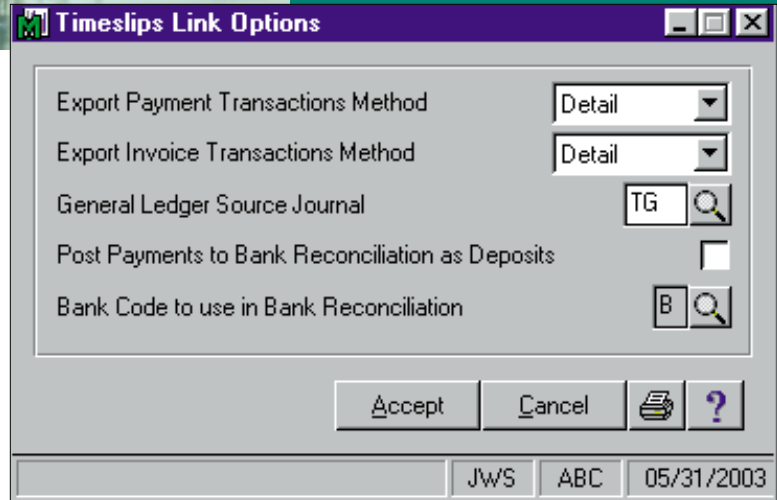 Timeslips Link Options
Export Payment Transactions Method Detail
Export Invoice Transactions Method Detail
General Ledger Source Journal TG
Post Payments to Bank Reconciliation as Deposits
Bank Code to use in Bank Reconciliation B
Accept Cancel ?
JWS ABC 05/31/2003